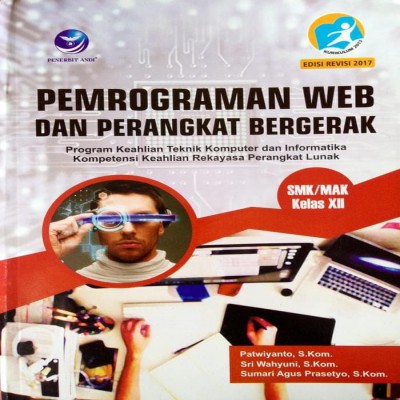 PENERBIT ANDI
KURIKULUM 2013
EDISI REVISI 2017
PEMROGRAMAN WEB
DAN PERANGKAT BERGERAK
Program Keahlian Teknik Komputer dan Informatika
Kompetensi Keahlian Rekayasa Perangkat Lunak
SMK/MAK
Kelas XII
Patwiyanto, S.Kom.
Sri Wahyuni, S.Kom.
Sumari Agus Prasetyo, S.Kom.